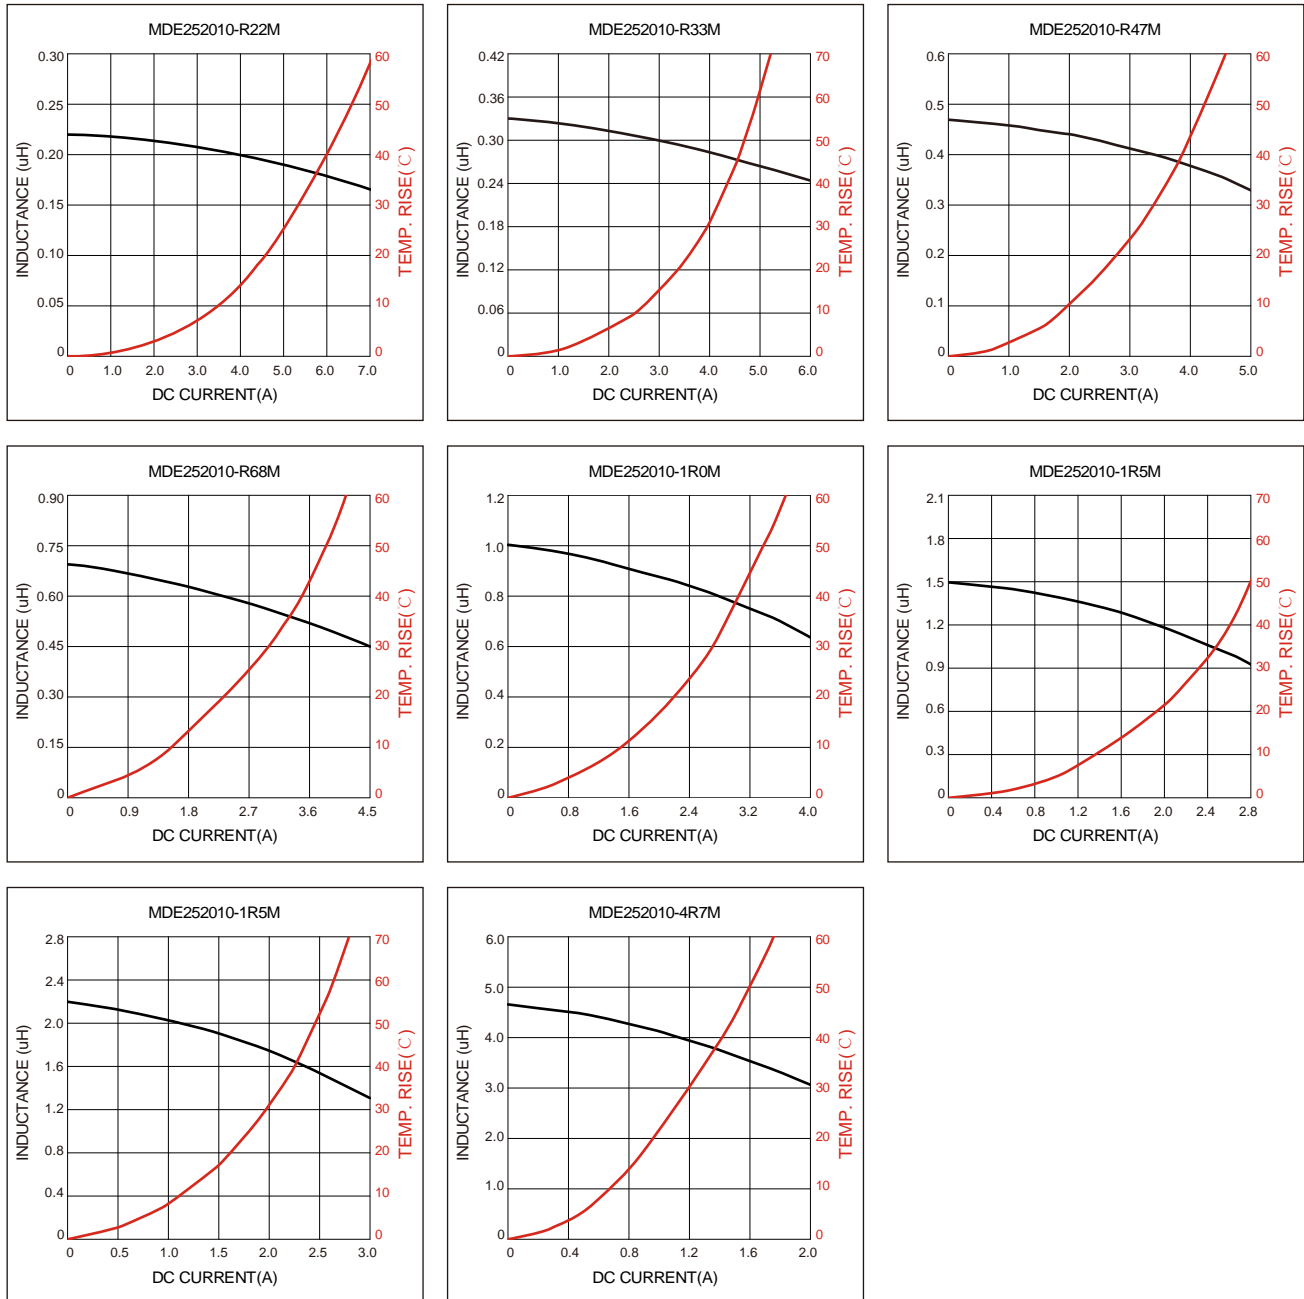 MDE252010-R22M
0.30
0.25
0.20
0.15
0.10
0.05
0
INDUCTANCE (uH)
60
50
40
30
20
10
0
TEMP. RISE(℃)
0 1.0 2.0 3.0 4.0 5.0 6.0 7.0
DC CURRENT(A)
MDE252010-R33M
0.42
0.36
0.30
0.24
0.18
0.12
0.06
0
INDUCTANCE (uH)
70
60
50
40
30
20
10
0
TEMP. RISE(℃)
0 1.0 2.0 3.0 4.0 5.0 6.0
DC CURRENT(A)
MDE252010-R47M
0.6
0.5
0.4
0.3
0.2
0.1
0
INDUCTANCE (uH)
60
50
40
30
20
10
0
TEMP. RISE(℃)
0 1.0 2.0 3.0 4.0 5.0
DC CURRENT(A)
MDE252010-R68M
0.90
0.75
0.60
0.45
0.30
0.15
0
INDUCTANCE (uH)
60
50
40
30
20
10
0
TEMP. RISE(℃)
0 0.9 1.8 2.7 3.6 4.5
DC CURRENT(A)
MDE252010-1R0M
1.2
1.0
0.8
0.6
0.4
0.2
0
INDUCTANCE (uH)
60
50
40
30
20
10
0
TEMP. RISE(℃)
0 0.8 1.6 2.4 3.2 4.0
DC CURRENT(A)
MDE252010-1R5M
2.1
1.8
1.5
1.2
0.9
0.6
0.3
0
INDUCTANCE (uH)
70
60
50
40
30
20
10
0
TEMP. RISE(℃)
0 0.4 0.8 1.2 1.6 2.0 2.4 2.8
DC CURRENT(A)
MDE252010-1R5M
2.8
2.4
2.0
1.6
1.2
0.8
0.4
0
INDUCTANCE (uH)
70
60
50
40
30
20
10
0
TEMP. RISE(℃)
0 0.5 1.0 1.5 2.0 2.5 3.0
DC CURRENT(A)
MDE252010-4R7M
6.0
5.0
4.0
3.0
2.0
1.0
0
INDUCTANCE (uH)
60
50
40
30
20
10
0
TEMP. RISE(℃)
0 0.4 0.8 1.2 1.6 2.0
DC CURRENT(A)